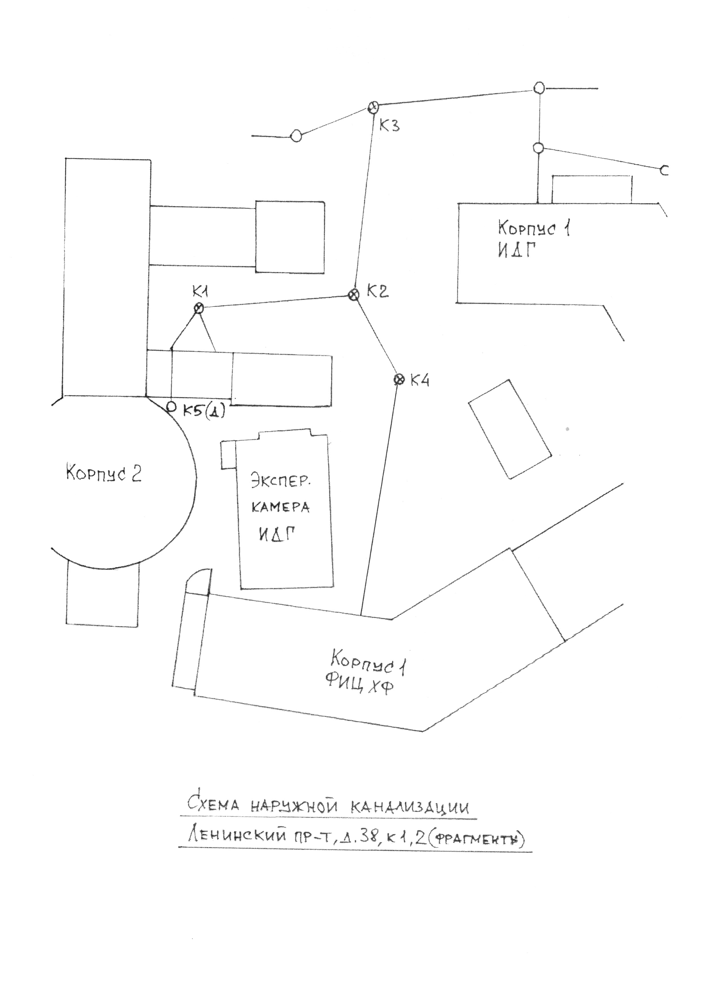 К3
Корпус 1
ИДГ
К1
К2
К4
К5(Д)
Корпус 2
ЭКСПЕР.
КАМЕРА
ИДГ
Корпус 1
ФИЦ ХФ
Схема наружной канализации
Ленинский пр-т, д.38, к1,2(фрагменты)